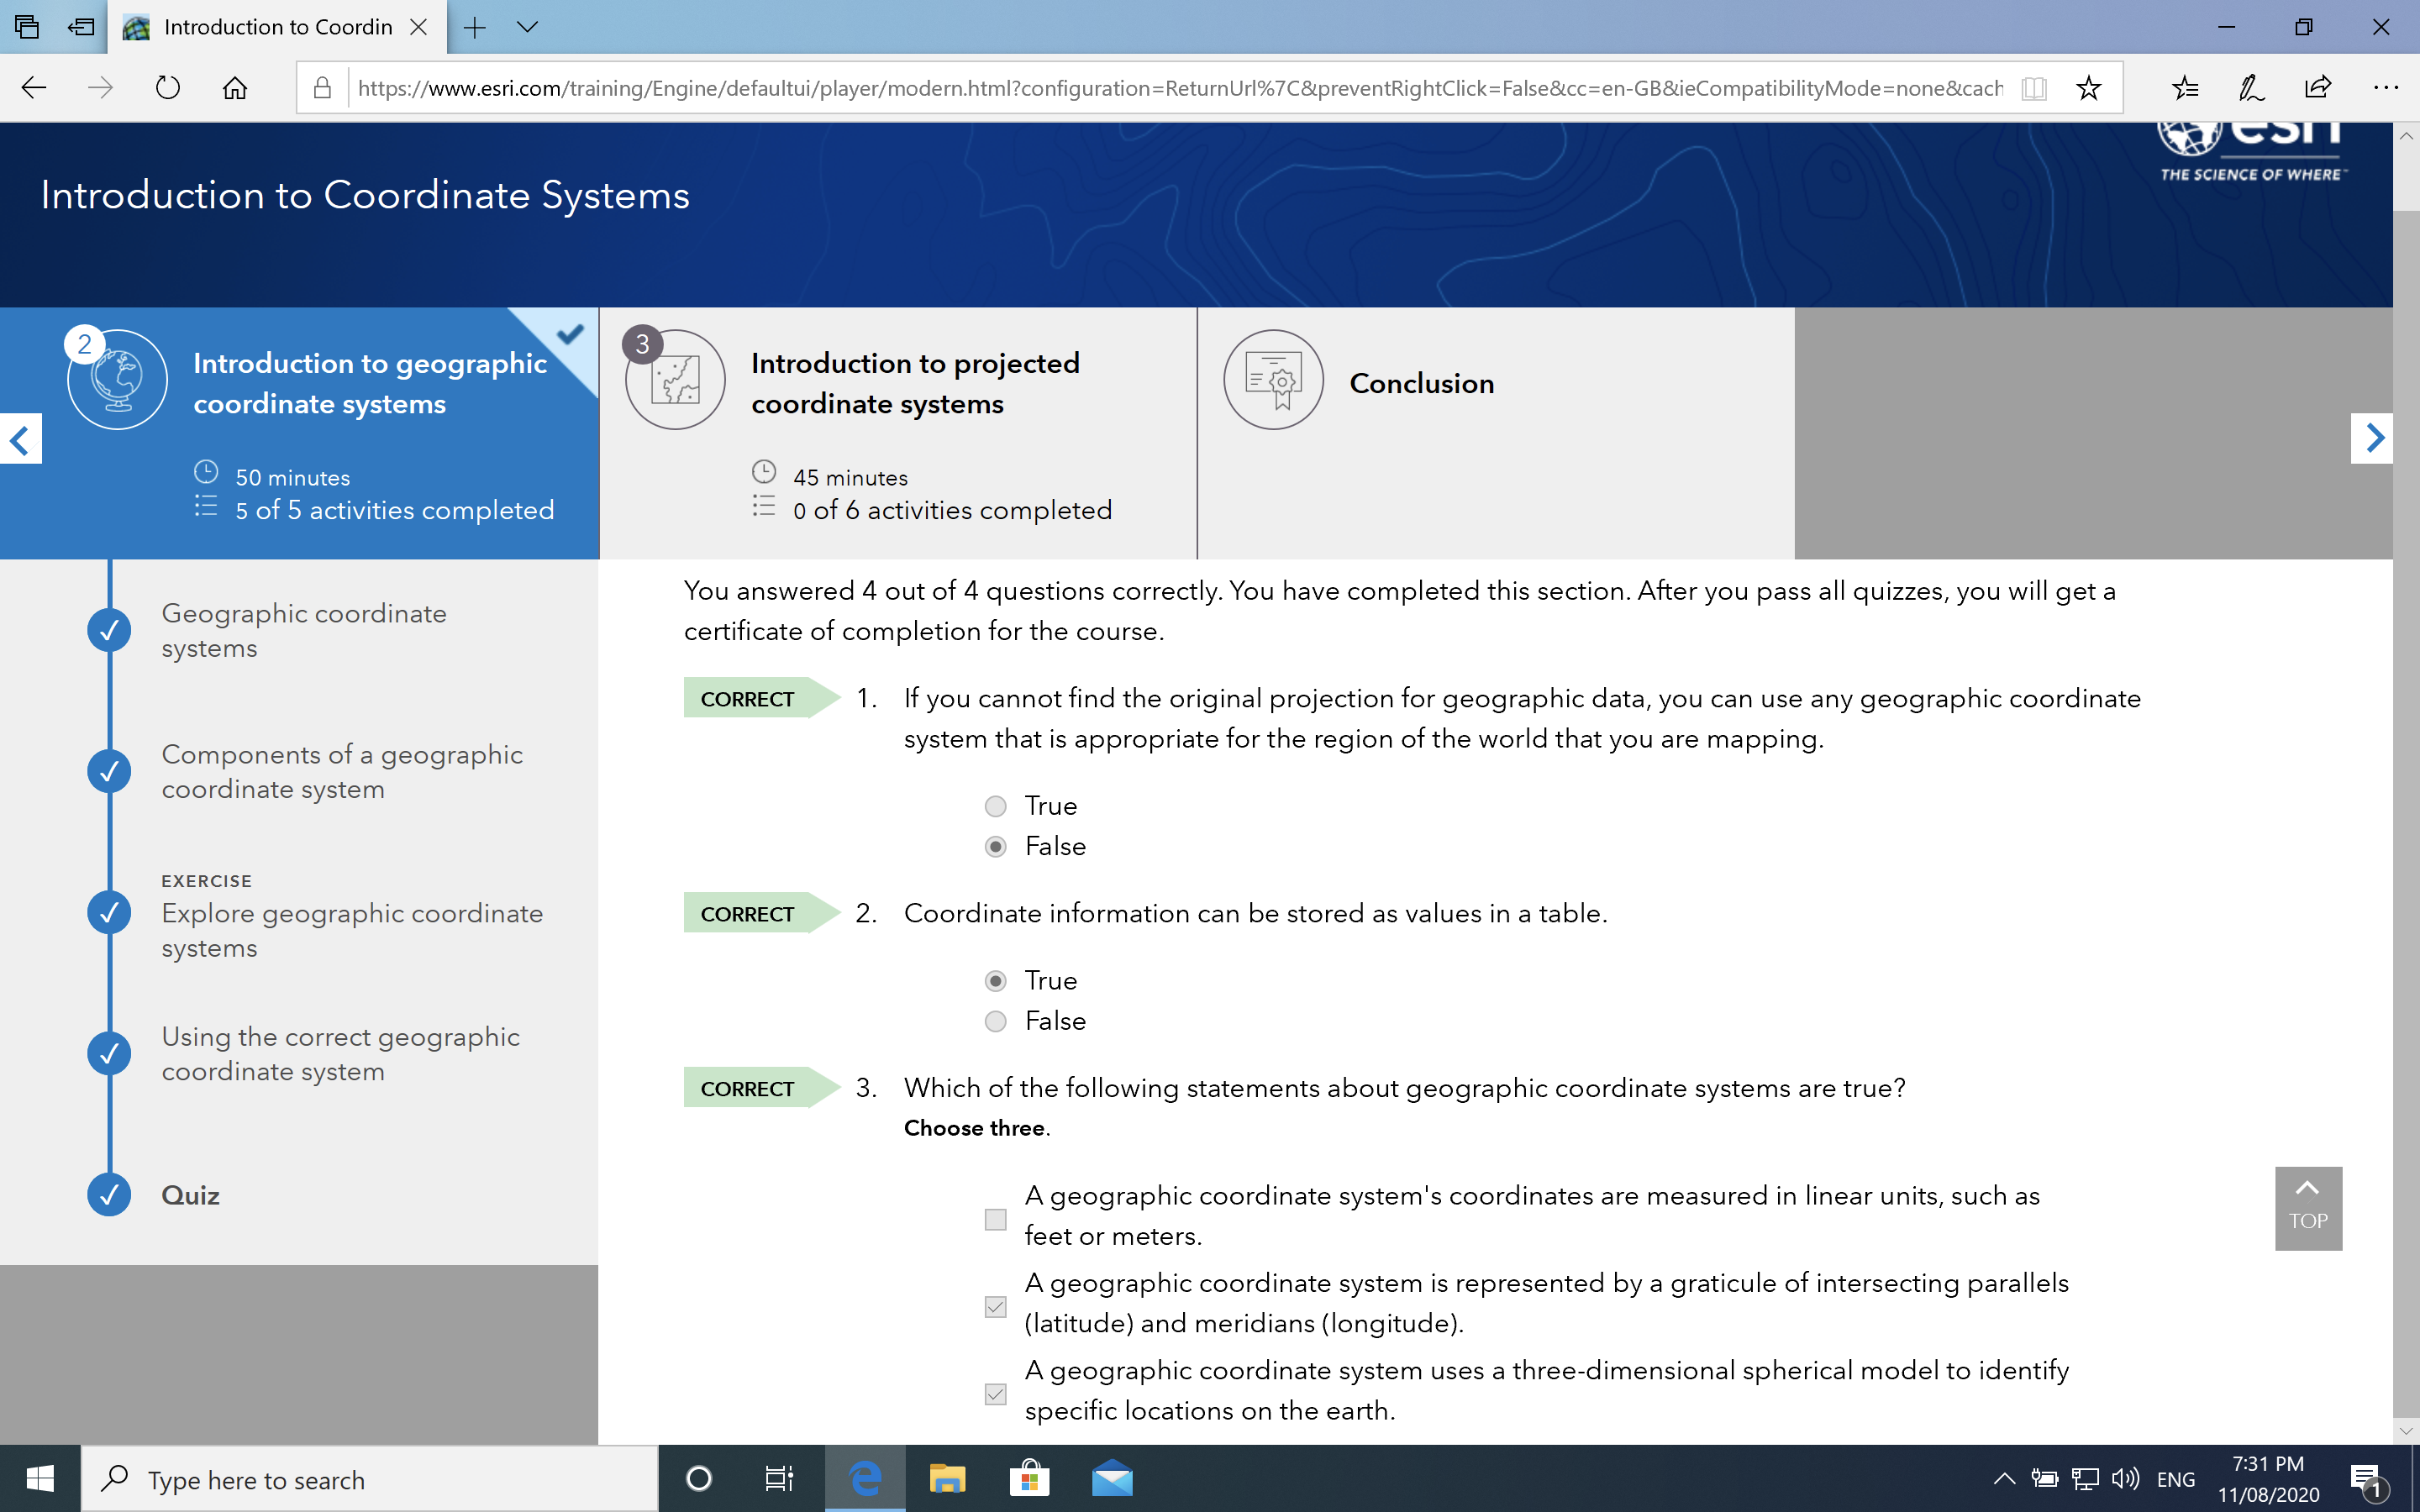 Introduction to Coordin
https://www.esri.com/training/Engine/defaultui/player/modern.html?configuration=ReturnUrl%7C&preventRightClick=False&cc=en-GB&ieCompatibilityMode=none&cach
esri
THE SCIENCE OF WHERE
Introduction to Coordinate Systems
2
Introduction to geographic
coordinate systems
50 minutes
5 of 5 activities completed
3
Introduction to projected
coordinate systems
45 minutes
0 of 6 activities completed
Conclusion
Geographic coordinate
systems
Components of a geographic
coordinate system
EXERCISE
Explore geographic coordinate
systems
Using the correct geographic
coordinate system
Quiz
You answered 4 out of 4 questions correctly. You have completed this section. After you pass all quizzes, you will get a
certificate of completion for the course.
CORRECT 1. If you cannot find the original projection for geographic data, you can use any geographic coordinate
system that is appropriate for the region of the world that you are mapping.
True
False
CORRECT 2. Coordinate information can be stored as values in a table.
True
False
CORRECT 3. Which of the following statements about geographic coordinate systems are true?
Choose three.
A geographic coordinate system's coordinates are measured in linear units, such as
feet or meters.
A geographic coordinate system is represented by a graticule of intersecting parallels
(latitude) and meridians (longitude).
A geographic coordinate system uses a three-dimensional spherical model to identify
specific locations on the earth.
TOP
Type here to search
ENG
7:31 PM
11/08/2020
1